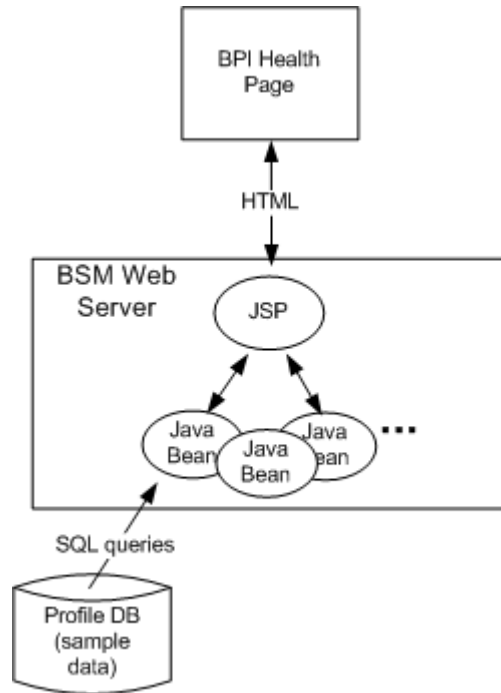 BPI Health
Page
HTML
BSM Web
Server
JSP
Java
Bean
Java
Bean
Java
Bean
...
SQL queries
Profile DB
(sample
data)